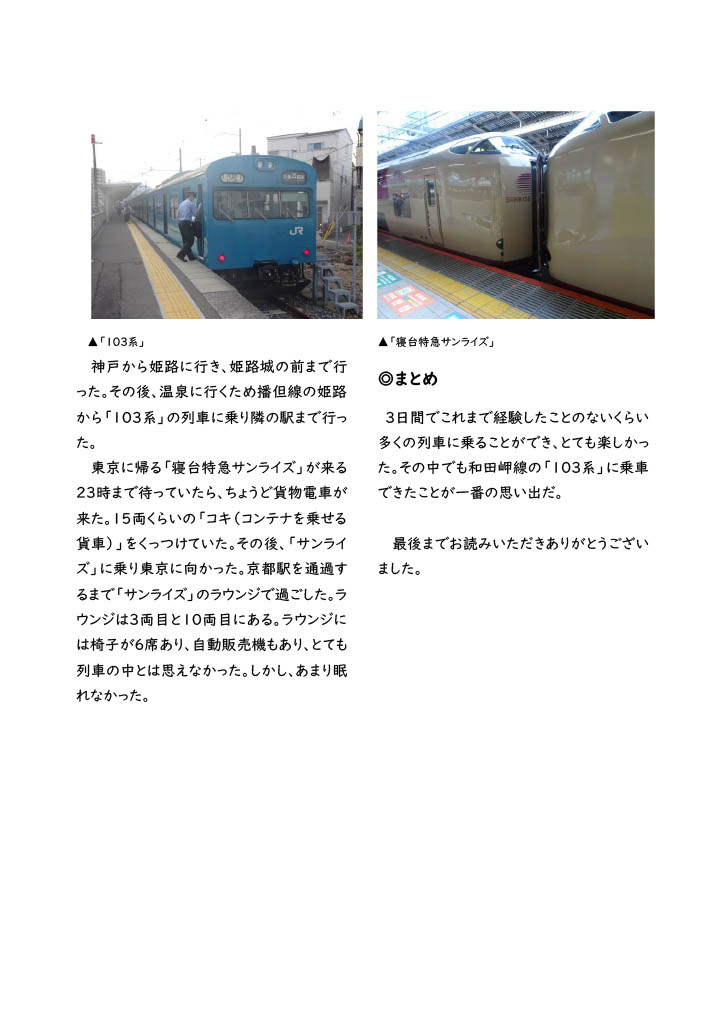 JR
SUNRISE
▲「103系」
神戸から姫路に行き、姫路城の前まで行
った。その後、温泉に行くため播但線の姫路
から「103系」の列車に乗り隣の駅まで行っ
た。
東京に帰る「寝台特急サンライズ」が来る
23時まで待っていたら、ちょうど貨物電車が
来た。15両くらいの「コキ（コンテナを乗せる
貨車）」をくっつけていた。その後、「サンライ
ズ」に乗り東京に向かった。京都駅を通過す
るまで「サンライズ」のラウンジで過ごした。ラ
ウンジは3両目と10両目にある。ラウンジに
は椅子が6席あり、自動販売機もあり、とても
列車の中とは思えなかった。しかし、あまり眠
れなかった。
▲「寝台特急サンライズ」
◎まとめ
3日間でこれまで経験したことのないくらい
多くの列車に乗ることができ、とても楽しかっ
た。その中でも和田岬線の「103系」に乗車
できたことが一番の思い出だ。
最後までお読みいただきありがとうござい
ました。